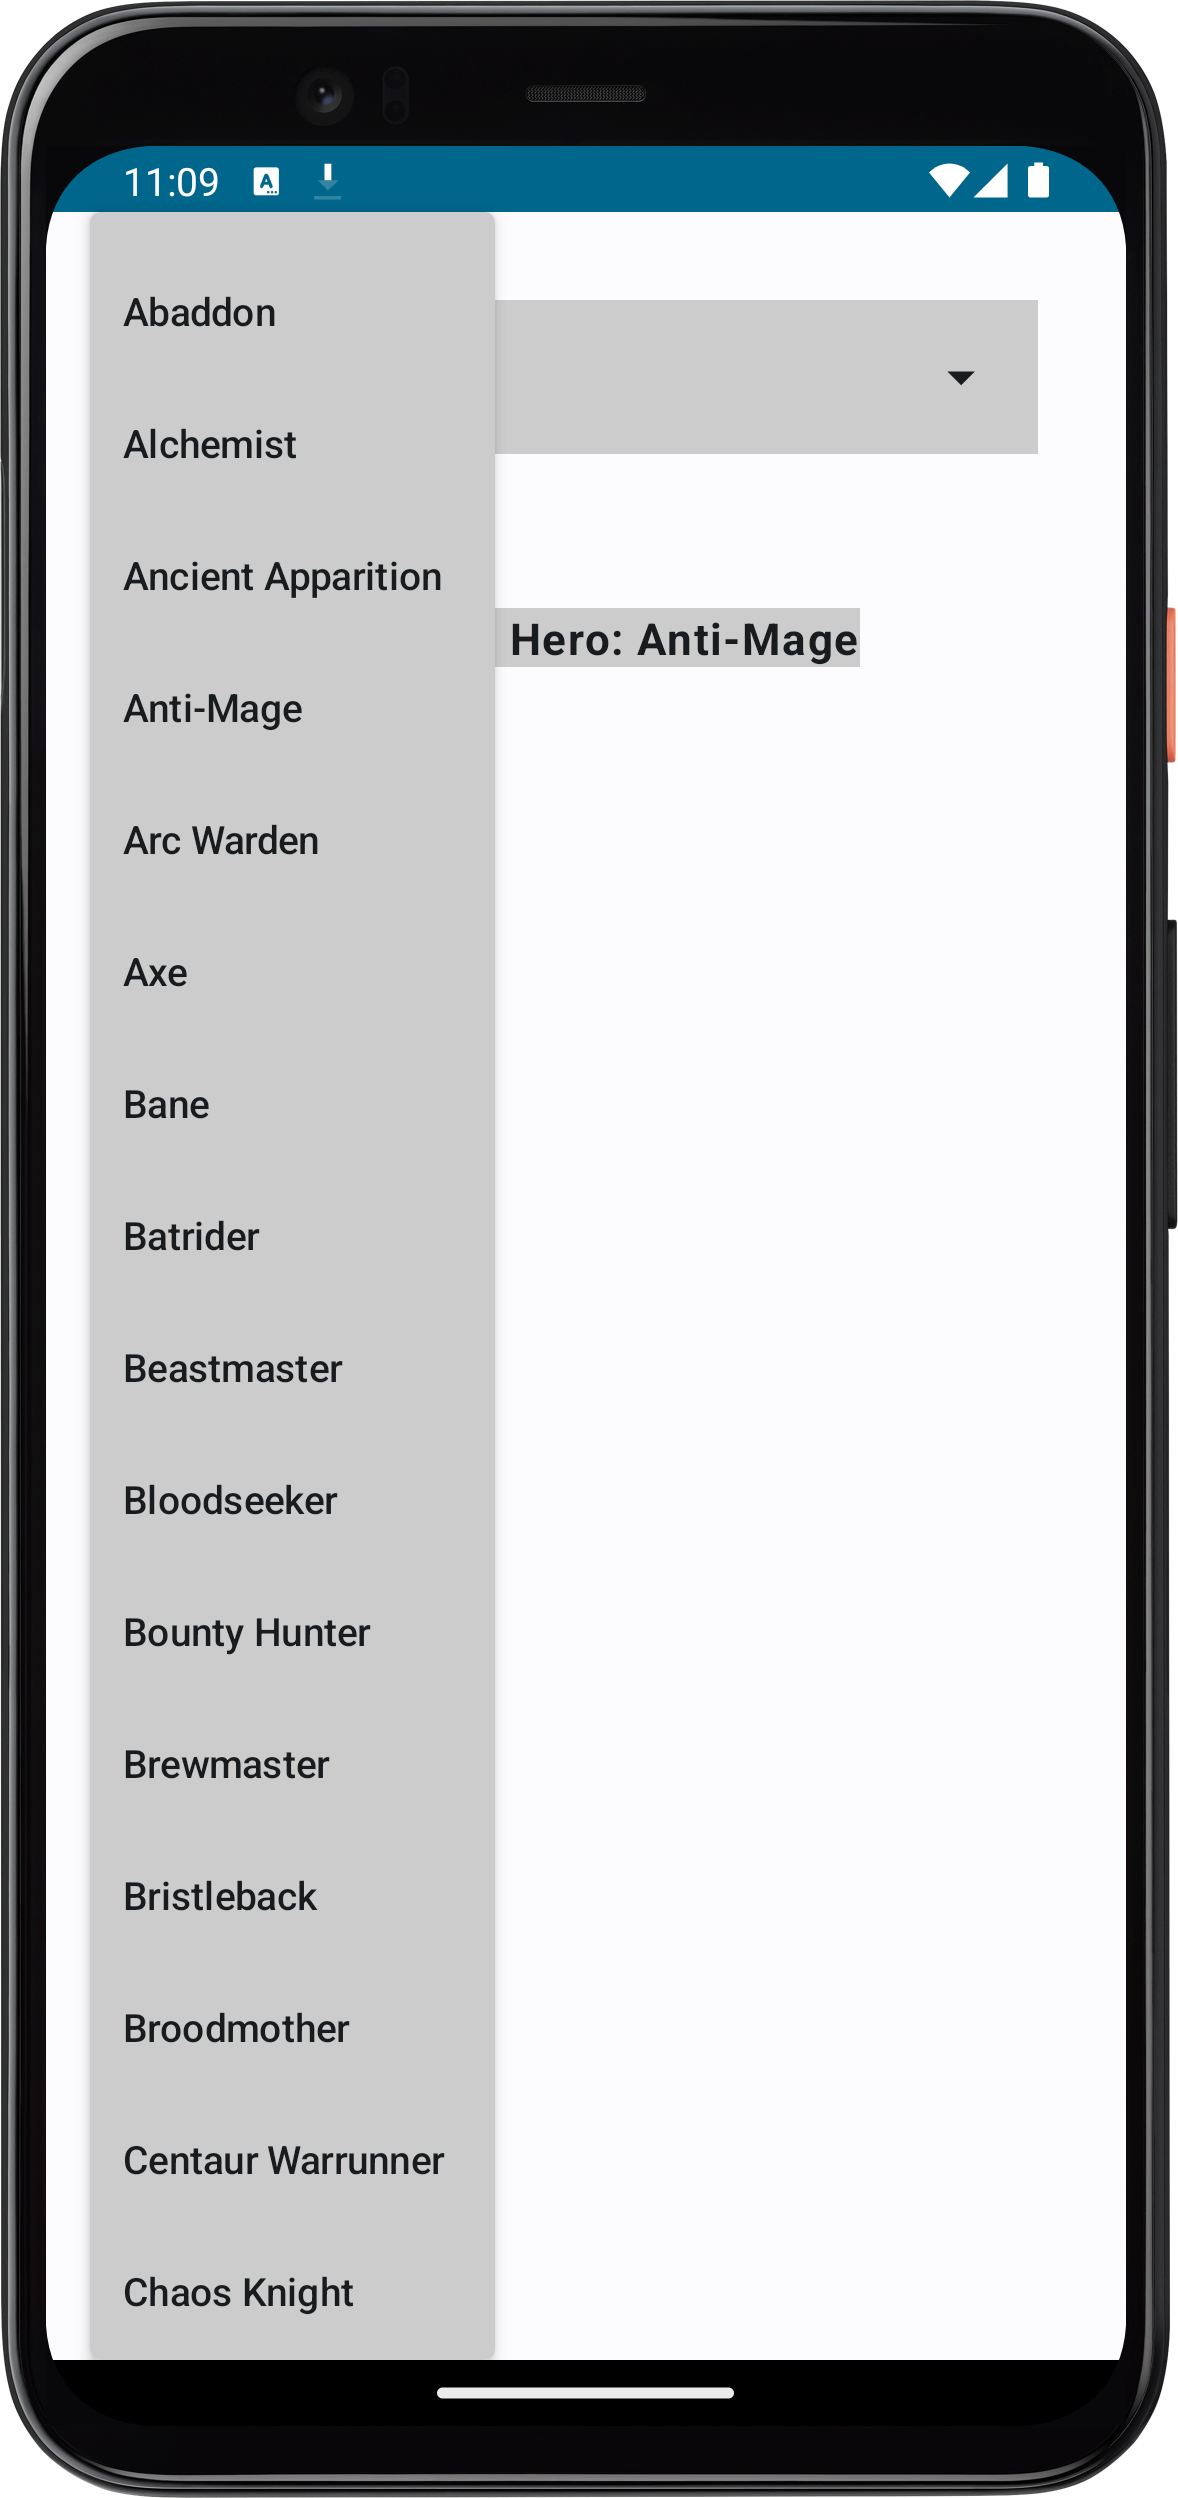 11:09
Abaddon
Alchemist
Ancient Apparition
Hero: Anti-Mage
Anti-Mage
Arc Warden
Axe
Bane
Batrider
Beastmaster
Bloodseeker
Bounty Hunter
Brewmaster
Bristleback
Broodmother
Centaur Warrunner
Chaos Knight